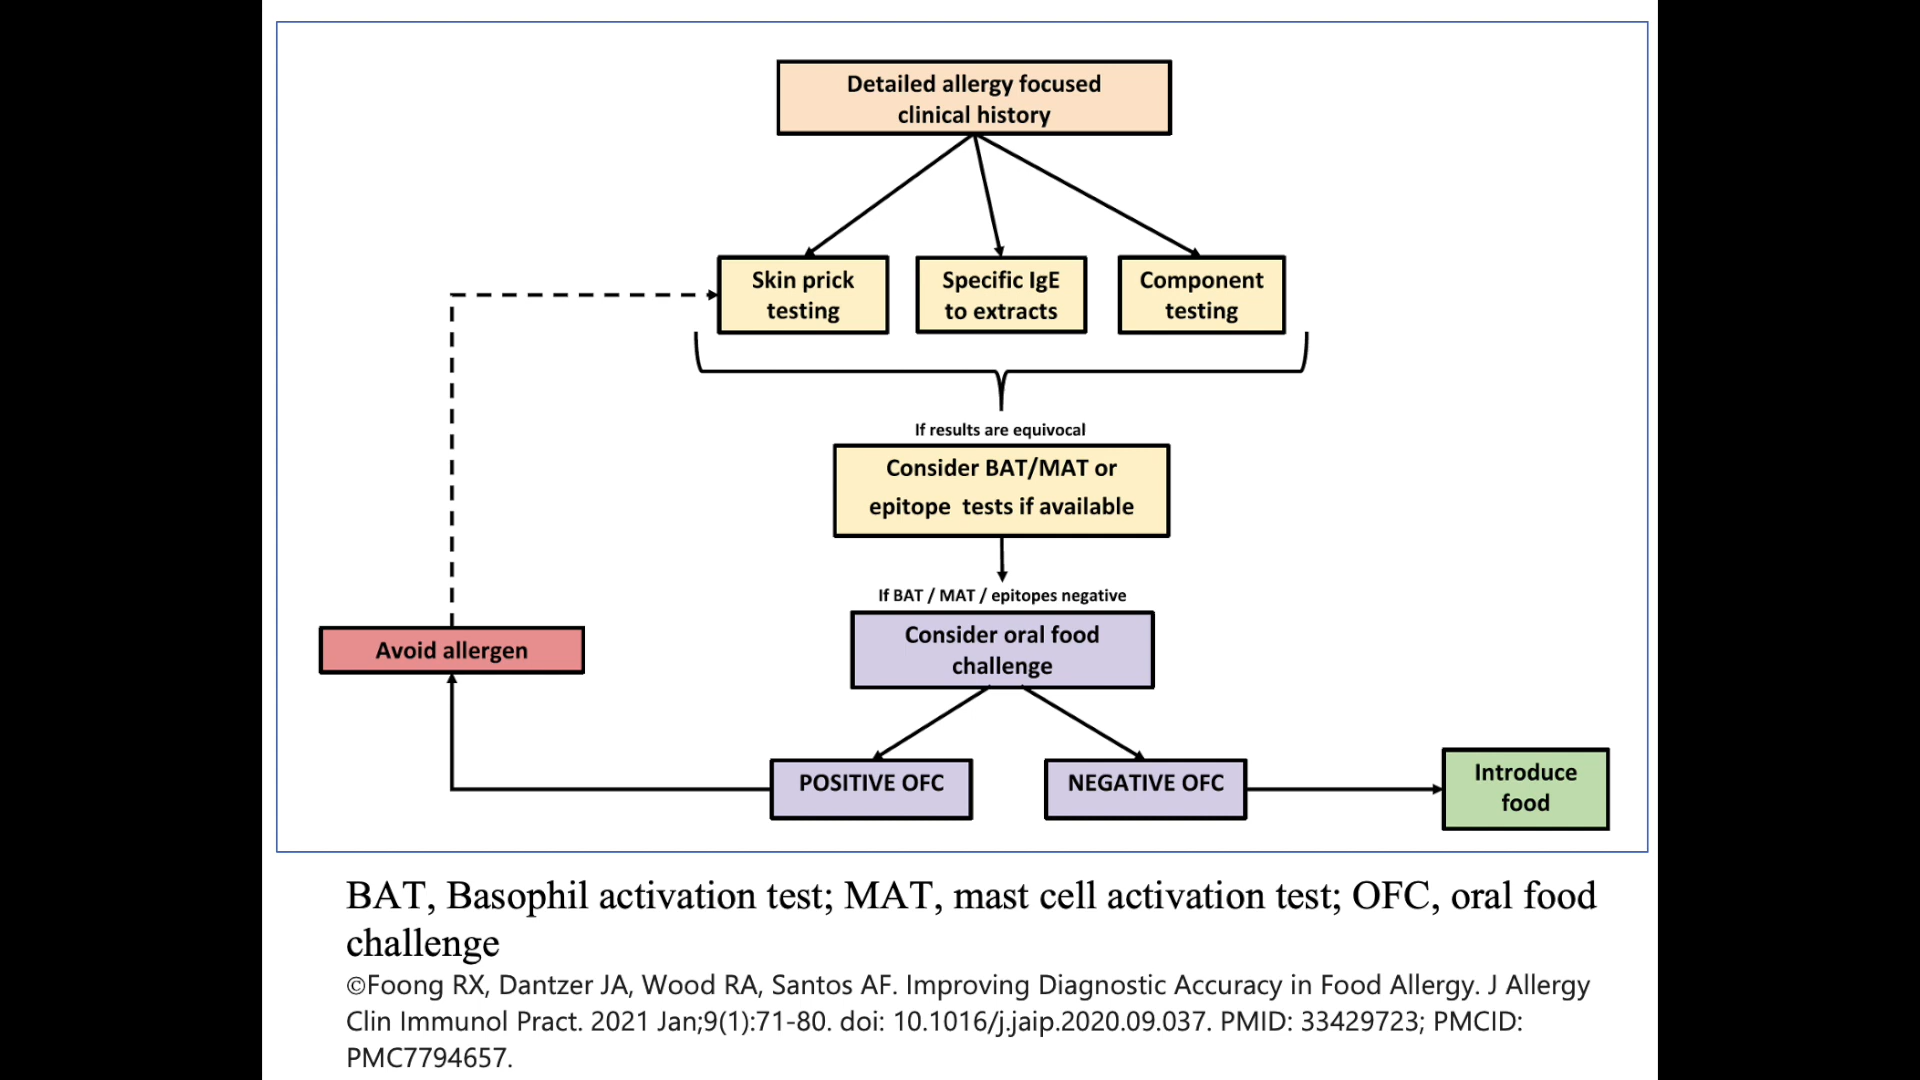 Detailed allergy focused
clinical history
Skin prick
testing
Specific IgE
to extracts
Component
testing
If results are equivocal
Consider BAT/MAT or
epitope tests if available
If BAT / MAT / epitopes negative
Consider oral food
challenge
Avoid allergen
POSITIVE OFC
NEGATIVE OFC
Introduce
food
BAT, Basophil activation test; MAT, mast cell activation test; OFC, oral food
challenge
©Foong RX, Dantzer JA, Wood RA, Santos AF. Improving Diagnostic Accuracy in Food Allergy. J Allergy
Clin Immunol Pract. 2021 Jan;9(1):71-80. doi: 10.1016/j.jaip.2020.09.037. PMID: 33429723; PMCID:
PMC7794657.